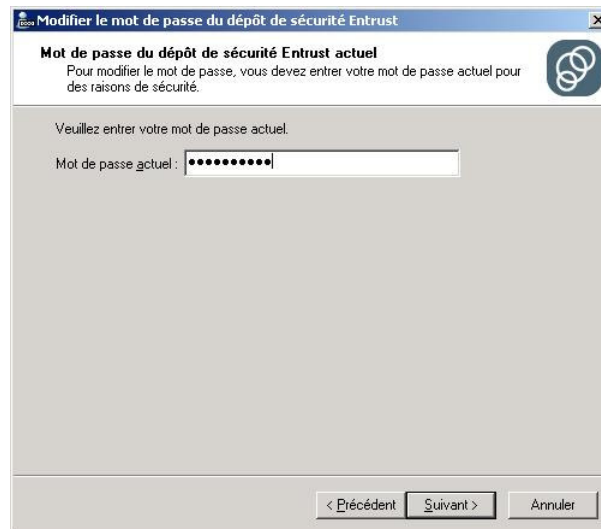 Modifier le mot de passe du dépôt de sécurité Entrust
Mot de passe du dépôt de sécurité Entrust actuel
Pour modifier le mot de passe, vous devez entrer votre mot de passe actuel pour
des raisons de sécurité.
Veuillez entrer votre mot de passe actuel.
Mot de passe actuel : ●●●●●●●●●●
< Précédent Suivant > Annuler